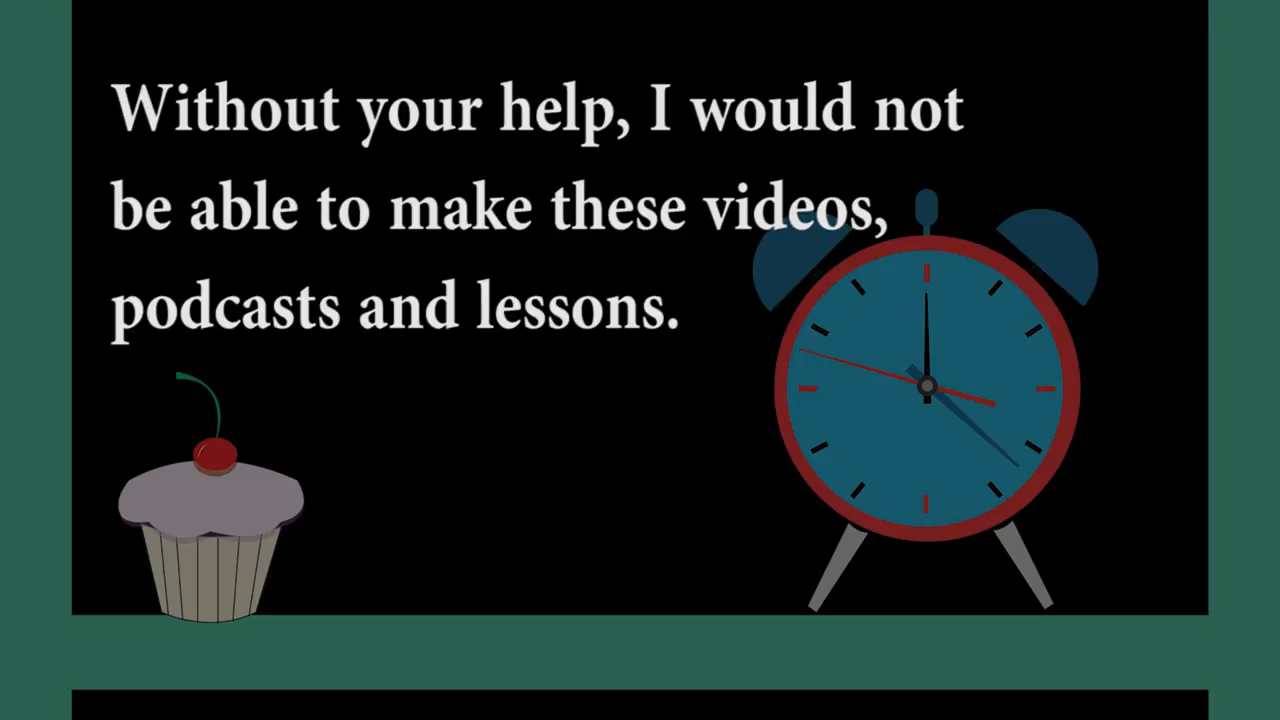 Without your help, I would not
be able to make these videos,
podcasts and lessons.